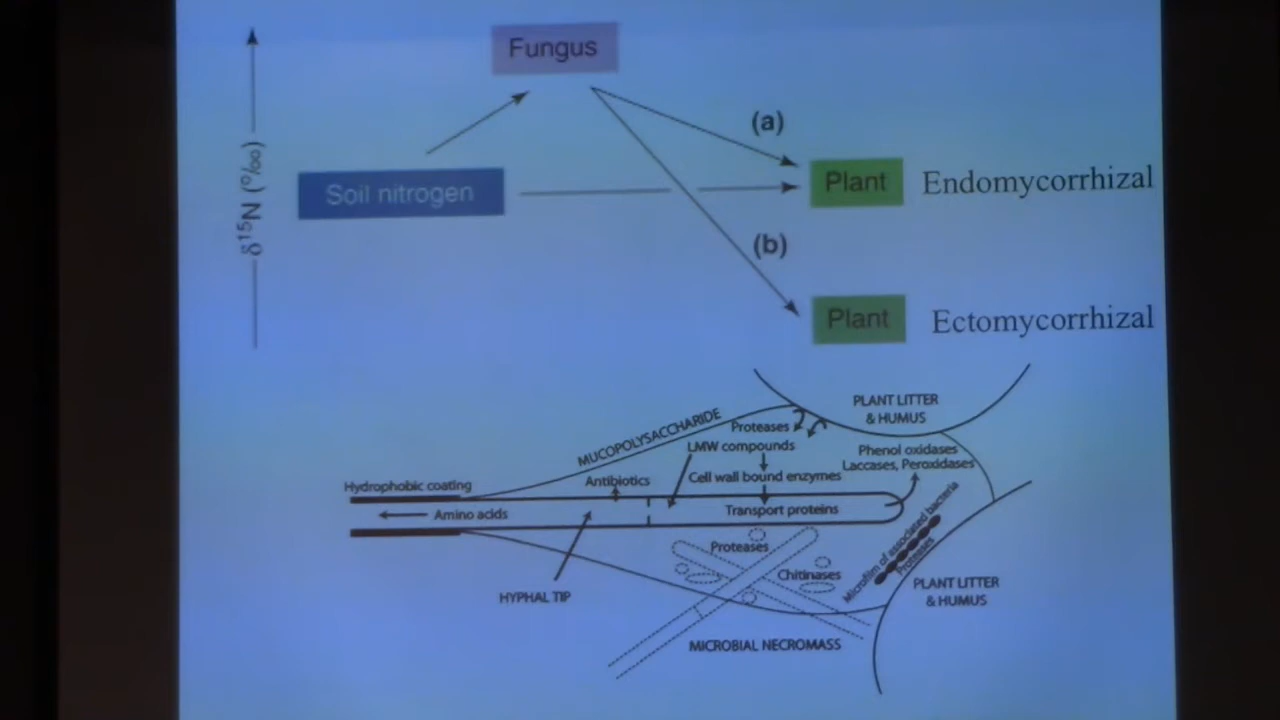 Fungus
(a)
δ15N (‰)
Soil nitrogen
Plant
Endomycorrhizal
(b)
Plant
Ectomycorrhizal
PLANT LITTER
& HUMUS
MUCOPOLYSACCHARIDE
Proteases
LMW compounds
Phenol oxidases
Laccases, Peroxidases
Hydrophobic coating
Antibiotics
Cell wall bound enzymes
Amino acids
Transport proteins
Microfilm of associated bacteria
Proteases
Proteases
Chitinases
HYPHAL TIP
PLANT LITTER
& HUMUS
MICROBIAL NECROMASS